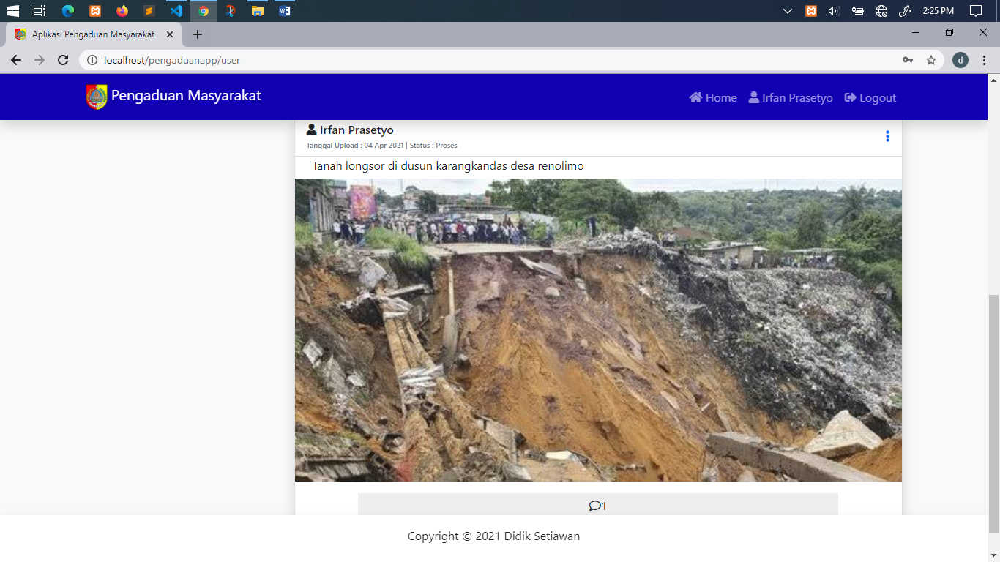 2:25 PM
Aplikasi Pengaduan Masyarakat
localhost/pengaduanapp/user
d
Pengaduan Masyarakat
Home Irfan Prasetyo Logout
Irfan Prasetyo
Tanggal Upload : 04 Apr 2021 | Status : Proses
Tanah longsor di dusun karangkandas desa renolimo
1
Copyright © 2021 Didik Setiawan